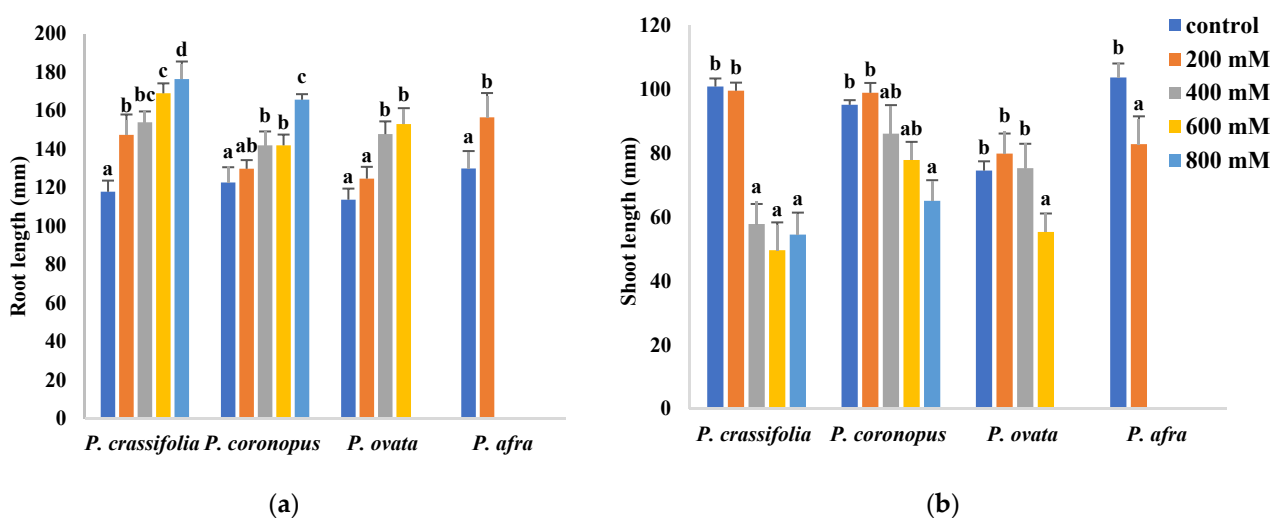 200
180
160
140
120
100
80
60
40
20
0
Root length (mm)
a b bc c d
a ab b b c
a a b b
a b
P. crassifolia P. coronopus P. ovata P. afra
(a)
120
100
80
60
40
20
0
Shoot length (mm)
b b a a a
b b ab ab a
b b b a
b a
P. crassifolia P. coronopus P. ovata P. afra
(b)
control
200 mM
400 mM
600 mM
800 mM